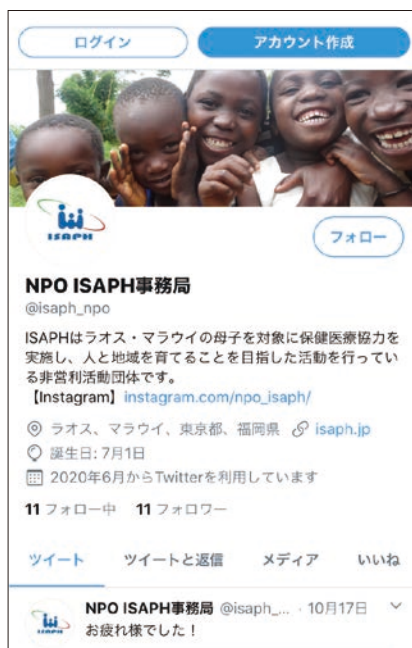 ログイン
アカウント作成
ISAPH
フォロー
NPO ISAPH事務局
@isaph_npo
ISAPHはラオス・マラウイの母子を対象に保健医療協力を
実施し、人と地域を育てることを目指した活動を行ってい
る非営利活動団体です。
【Instagram】instagram.com/npo_isaph/
ラオス、マラウイ、東京都、福岡県 isaph.jp
誕生日: 7月1日
2020年6月からTwitterを利用しています
11 フォロー中 11 フォロワー
ツイート ツイートと返信 メディア いいね
NPO ISAPH事務局 @isaph_... · 10月17日
お疲れ様でした！
ISAPH